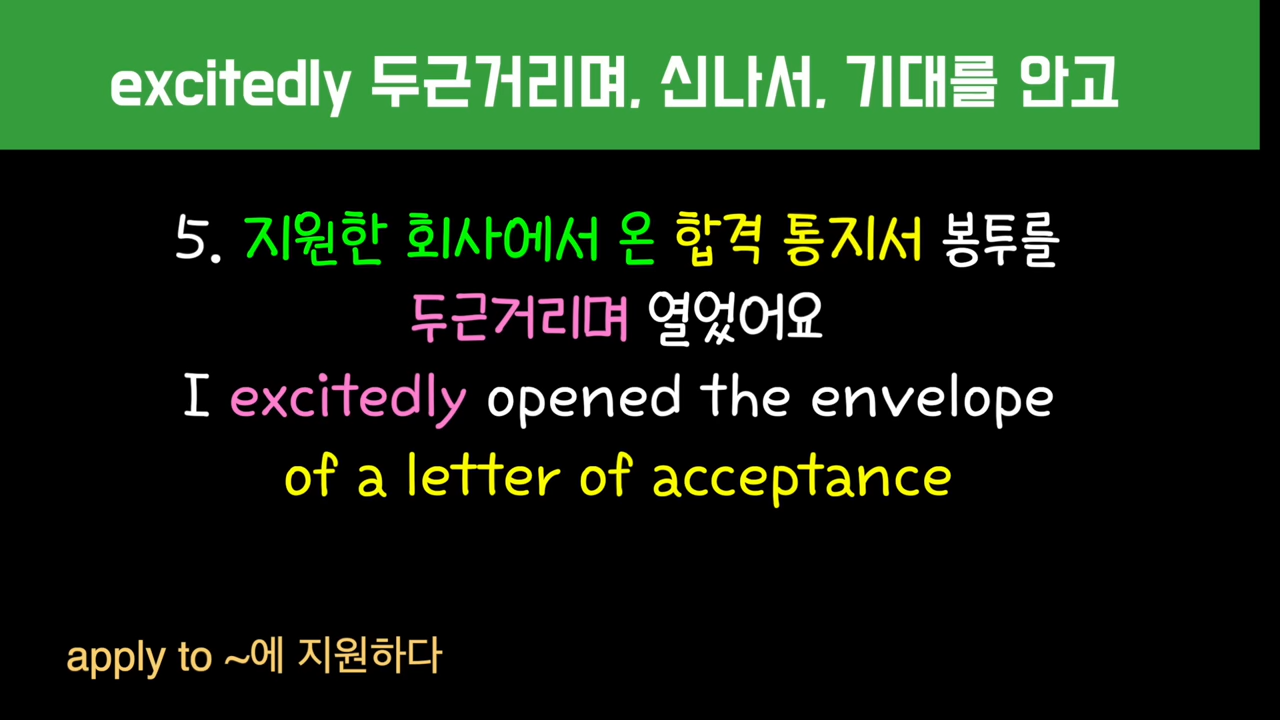 excitedly 두근거리며, 신나서, 기대를 안고
5. 지원한 회사에서 온 합격 통지서 봉투를
두근거리며 열었어요
I excitedly opened the envelope
of a letter of acceptance
apply to ~에 지원하다